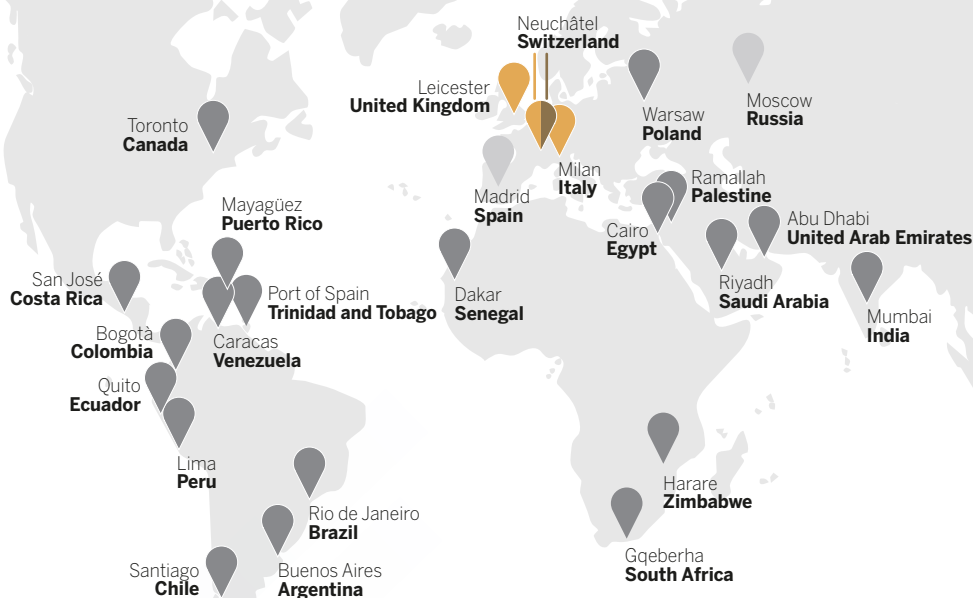 Neuchâtel
Switzerland
Leicester
United Kingdom
Moscow
Russia
Warsaw
Poland
Toronto
Canada
Milan
Italy
Madrid
Spain
Ramallah
Palestine
Mayagüez
Puerto Rico
Cairo
Egypt
Abu Dhabi
United Arab Emirates
San José
Costa Rica
Port of Spain
Trinidad and Tobago
Dakar
Senegal
Riyadh
Saudi Arabia
Mumbai
India
Bogotà
Colombia
Caracas
Venezuela
Quito
Ecuador
Lima
Peru
Harare
Zimbabwe
Rio de Janeiro
Brazil
Gqeberha
South Africa
Santiago
Chile
Buenos Aires
Argentina